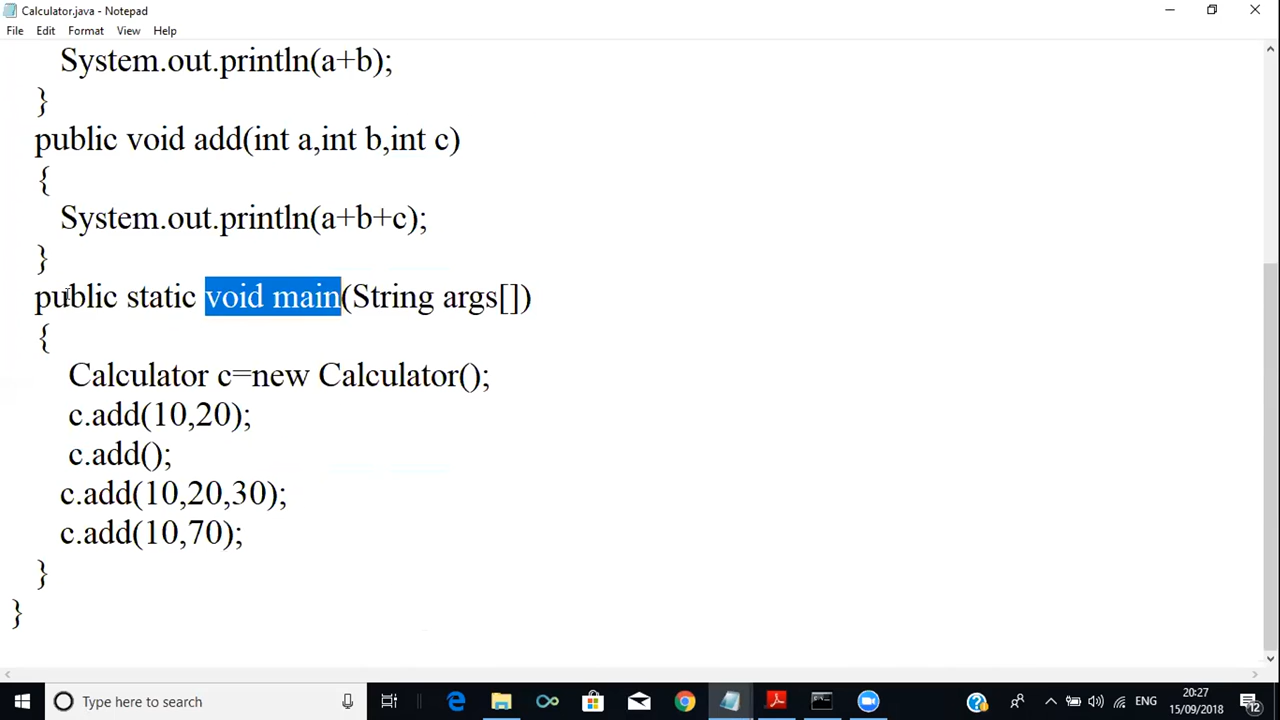 Calculator.java - Notepad
File Edit Format View Help
System.out.println(a+b);
}
public void add(int a,int b,int c)
{
System.out.println(a+b+c);
}
public static void main(String args[])
{
Calculator c=new Calculator();
c.add(10,20);
c.add();
c.add(10,20,30);
c.add(10,70);
}
}
Type here to search
ENG
20:27
15/09/2018
12